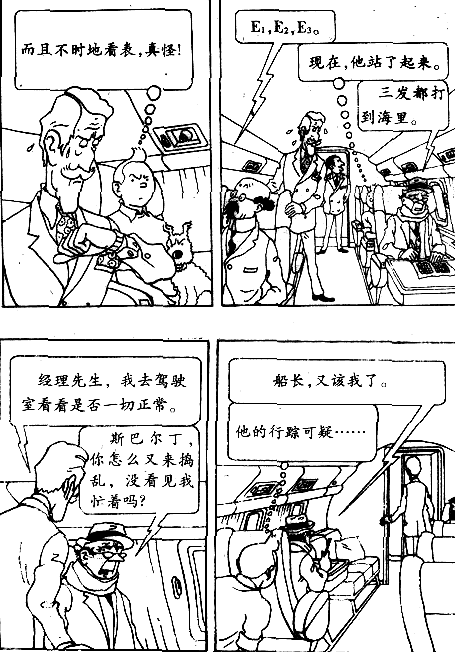 而且不时地看表，真怪！
E₁，E₂，E₃。
现在，他站了起来。
三发都打
到海里。
经理先生，我去驾驶
室看看是否一切正常。
斯巴尔丁，
你怎么又来捣
乱，没看见我
忙着吗？
船长，又该我了。
他的行踪可疑……